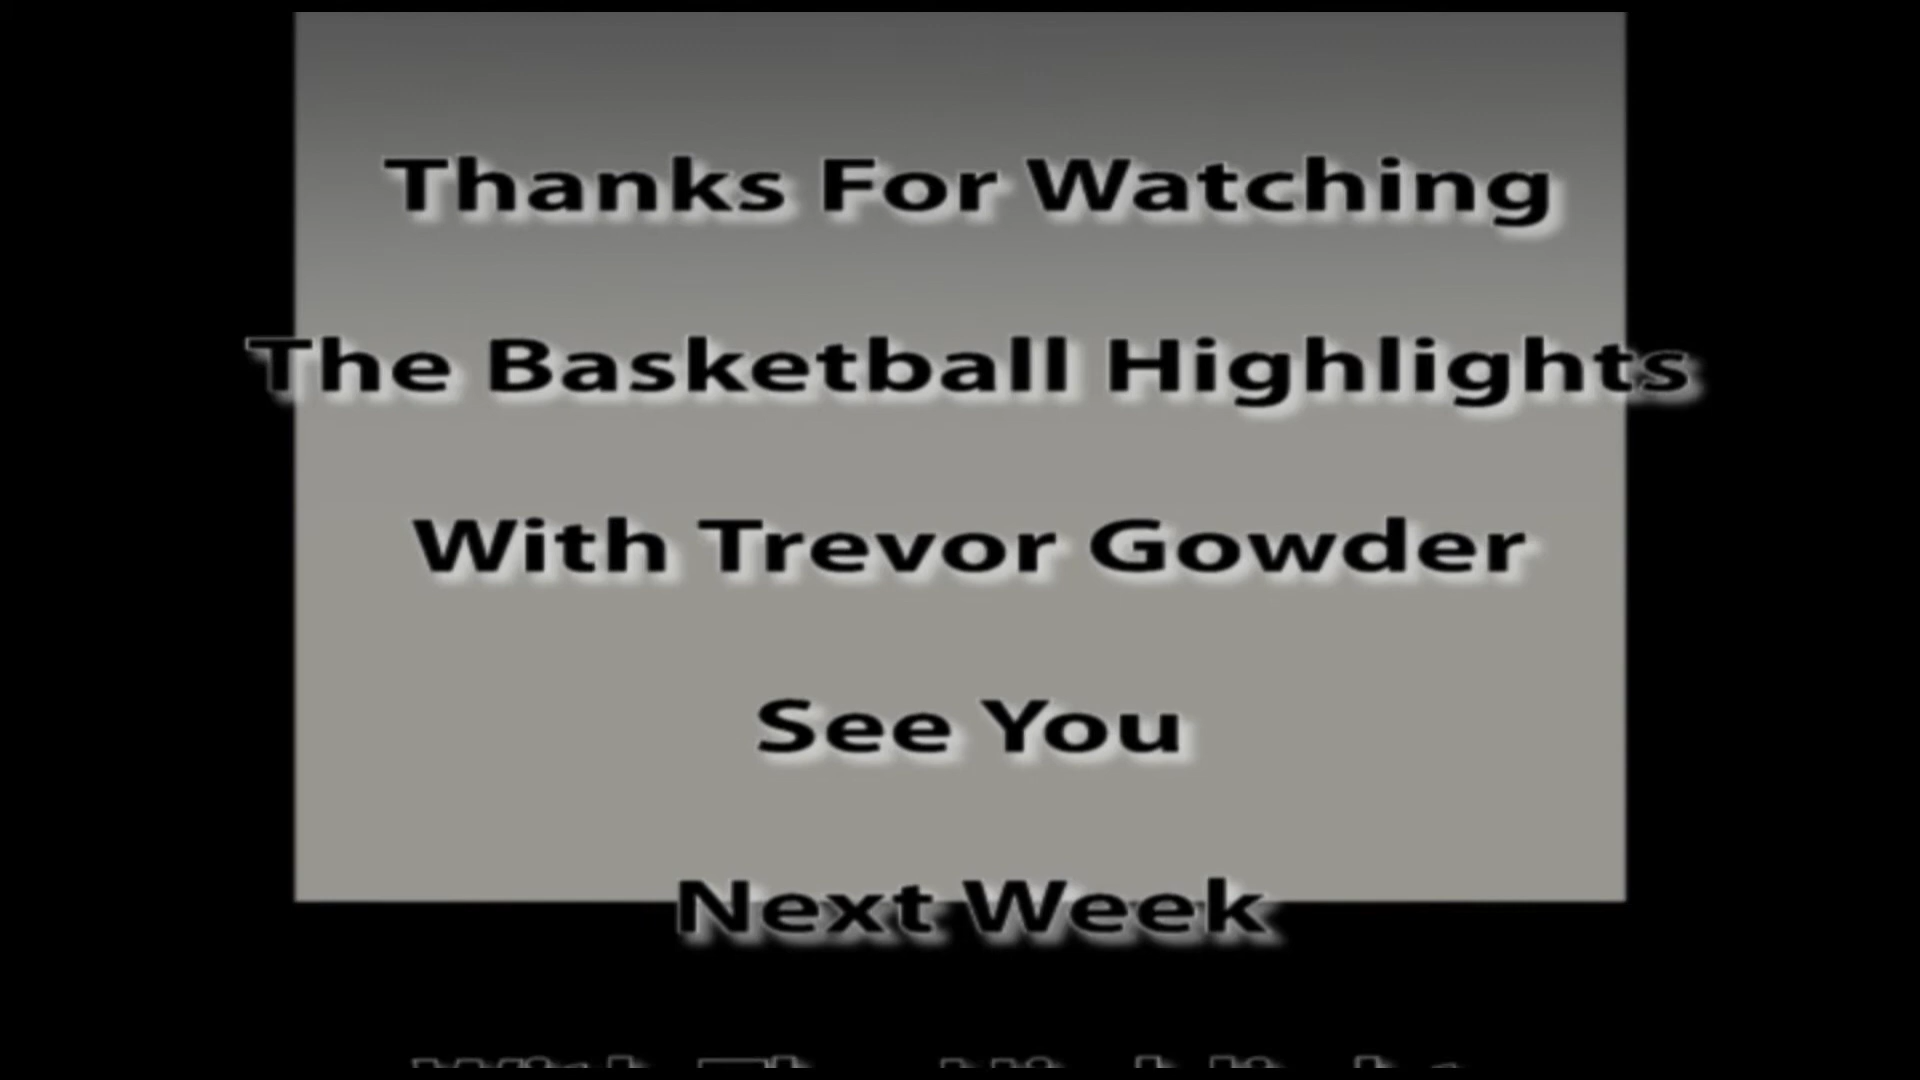 Thanks For Watching
The Basketball Highlights
With Trevor Gowder
See You
Next Week